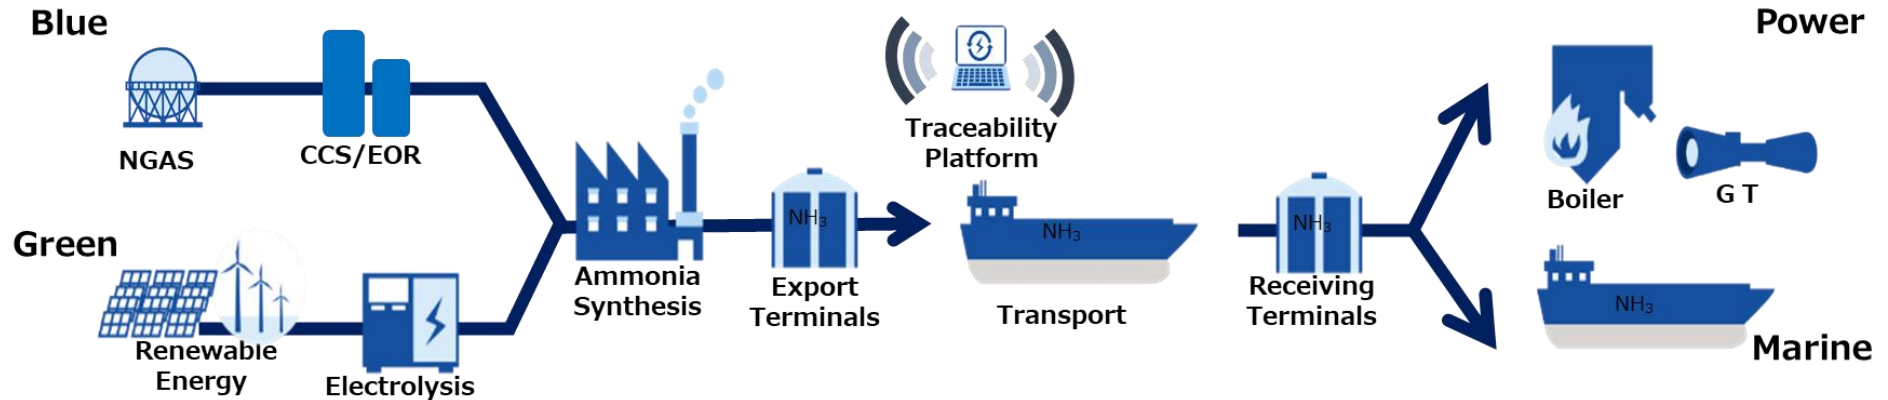 Blue
NGAS
CCS/EOR
Green
Renewable
Energy
Electrolysis
Ammonia
Synthesis
NH₃
Export
Terminals
Traceability
Platform
NH₃
Transport
NH₃
Receiving
Terminals
Power
Boiler
G T
NH₃
Marine